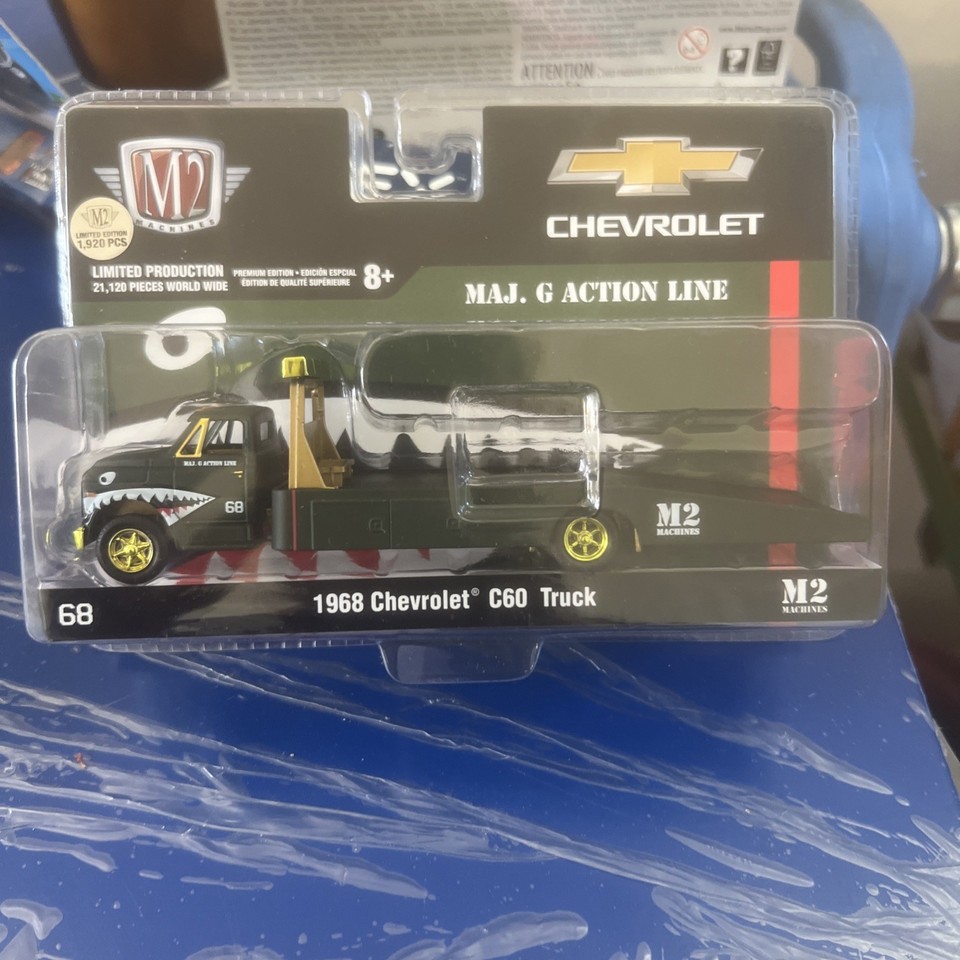 ATTENTION
M2
MACHINES
M2
LIMITED EDITION
1,920 PCS
CHEVROLET
LIMITED PRODUCTION
21,120 PIECES WORLD WIDE
PREMIUM EDITION • EDICIÓN ESPCIAL
ÉDITION DE QUALITÉ SUPÉRIEURE
8+
MAJ. G ACTION LINE
MAJ. G ACTION LINE
68
M2
MACHINES
68
1968 Chevrolet® C60 Truck
M2
MACHINES